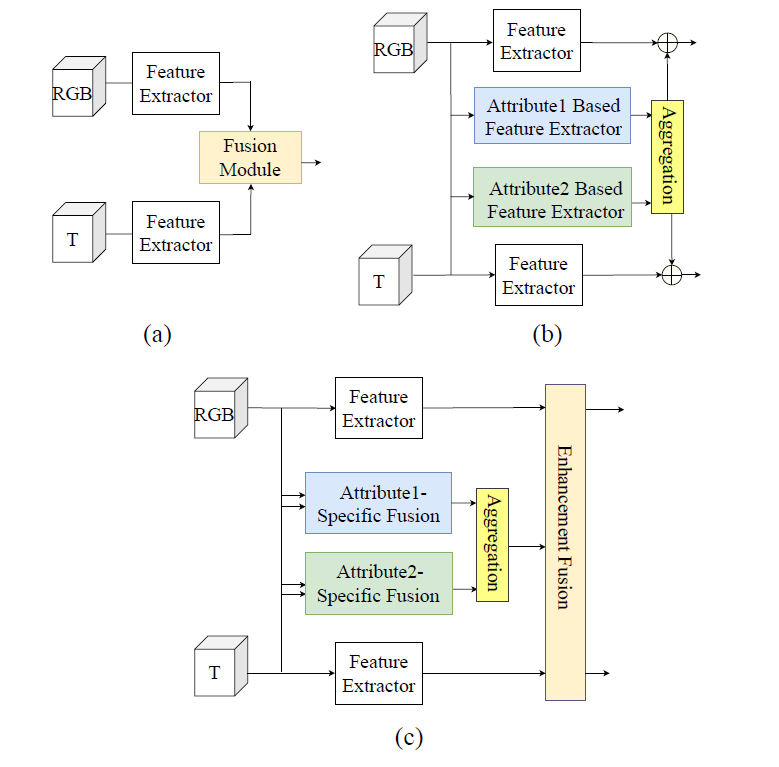 RGB
Feature
Extractor
Fusion
Module
T
Feature
Extractor
(a)
RGB
Feature
Extractor
Attribute1 Based
Feature Extractor
Attribute2 Based
Feature Extractor
Aggregation
T
Feature
Extractor
(b)
RGB
Feature
Extractor
Attribute1-
Specific Fusion
Attribute2-
Specific Fusion
Aggregation
Enhancement Fusion
T
Feature
Extractor
(c)